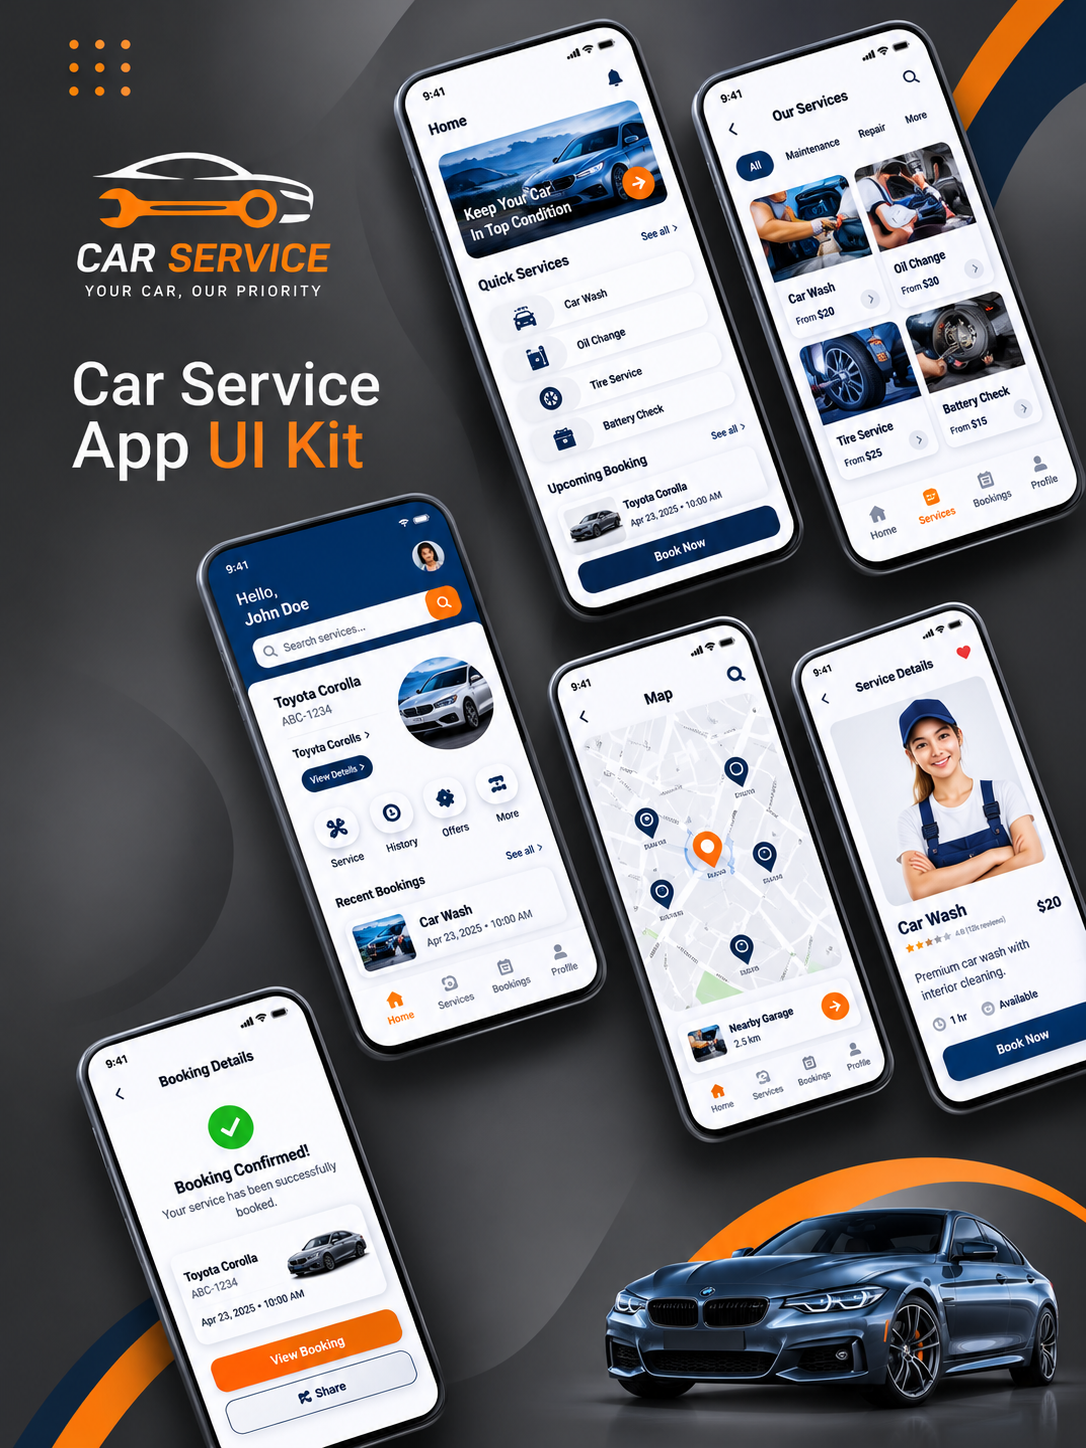 CAR SERVICE
YOUR CAR, OUR PRIORITY
Car Service
App UI Kit
9:41
Home
Keep Your Car
In Top Condition
See all >
Quick Services
Car Wash
Oil Change
Tire Service
Battery Check
See all >
Upcoming Booking
Toyota Corolla
Apr 23, 2025 • 10:00 AM
Book Now
9:41
Our Services
All
Maintenance
Repair
More
Car Wash
From $20
Oil Change
From $30
Tire Service
From $25
Battery Check
From $15
Home
Services
Bookings
Profile
9:41
Hello,
John Doe
Search services...
Toyota Corolla
ABC-1234
Toyvta Corolls >
View Details >
Service
History
Offers
More
See all >
Recent Bookings
Car Wash
Apr 23, 2025 • 10:00 AM
Home
Services
Bookings
Profile
9:41
Map
Nearby Garage
2.5 km
Home
Services
Bookings
Profile
9:41
Service Details
Car Wash
$20
4.8 (12k reviews)
Premium car wash with
interior cleaning.
1 hr
Available
Book Now
9:41
Booking Details
Booking Confirmed!
Your service has been successfully
booked.
Toyota Corolla
ABC-1234
Apr 23, 2025 • 10:00 AM
View Booking
Share